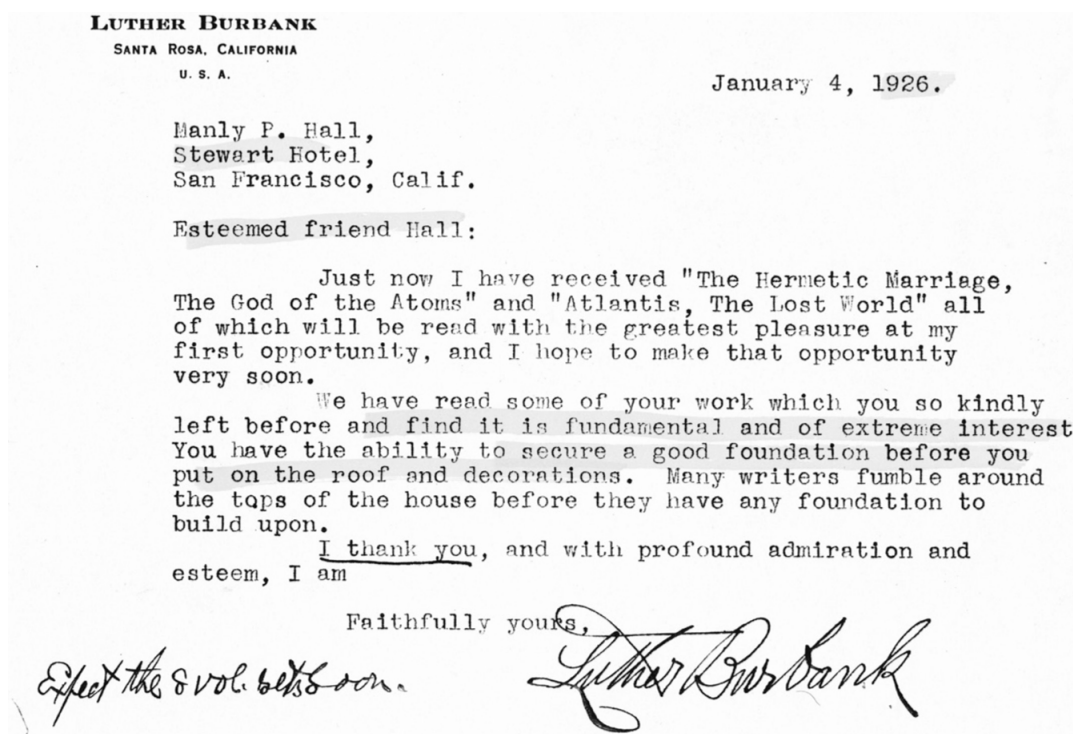 LUTHER BURBANK
SANTA ROSA, CALIFORNIA
U. S. A.
January 4, 1926.
Manly P. Hall,
Stewart Hotel,
San Francisco, Calif.
Esteemed friend Hall:
Just now I have received "The Hermetic Marriage,
The God of the Atoms" and "Atlantis, The Lost World" all
of which will be read with the greatest pleasure at my
first opportunity, and I hope to make that opportunity
very soon.
We have read some of your work which you so kindly
left before and find it is fundamental and of extreme interest
You have the ability to secure a good foundation before you
put on the roof and decorations. Many writers fumble around
the tops of the house before they have any foundation to
build upon.
I thank you, and with profound admiration and
esteem, I am
Faithfully yours,
Expect the 8 vol. sets soon.
Luther Burbank